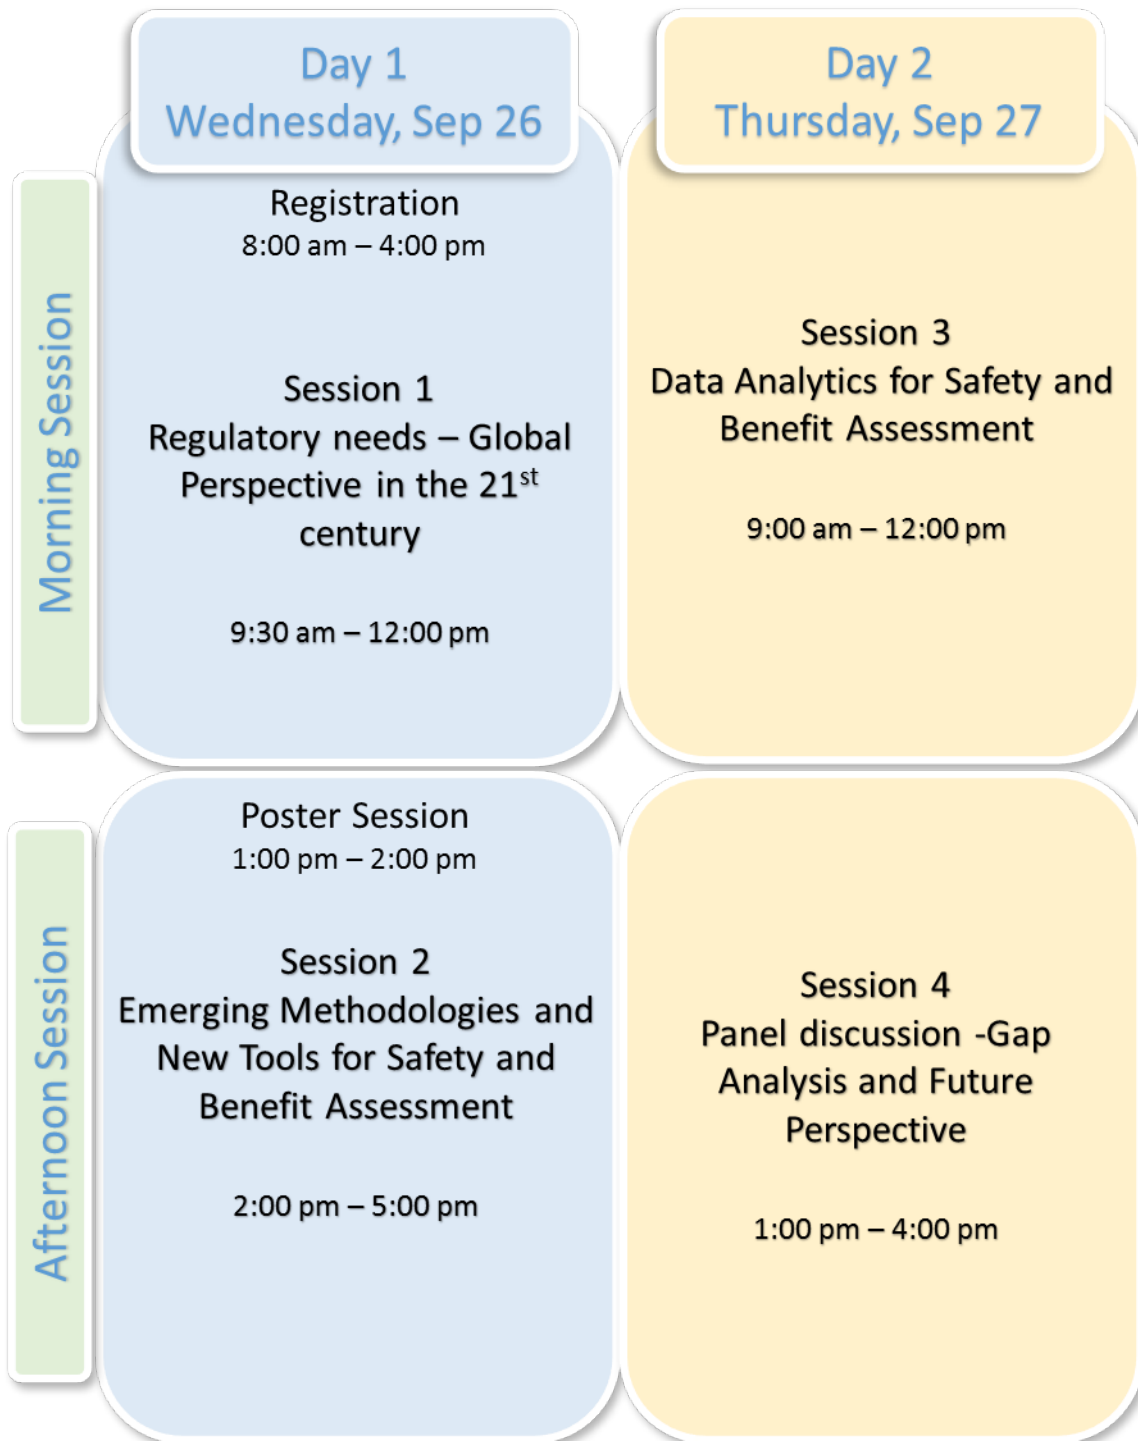 Day 1
Wednesday, Sep 26
Day 2
Thursday, Sep 27
Morning Session
Registration
8:00 am – 4:00 pm
Session 1
Regulatory needs – Global
Perspective in the 21st
century
9:30 am – 12:00 pm
Session 3
Data Analytics for Safety and
Benefit Assessment
9:00 am – 12:00 pm
Afternoon Session
Poster Session
1:00 pm – 2:00 pm
Session 2
Emerging Methodologies and
New Tools for Safety and
Benefit Assessment
2:00 pm – 5:00 pm
Session 4
Panel discussion -Gap
Analysis and Future
Perspective
1:00 pm – 4:00 pm